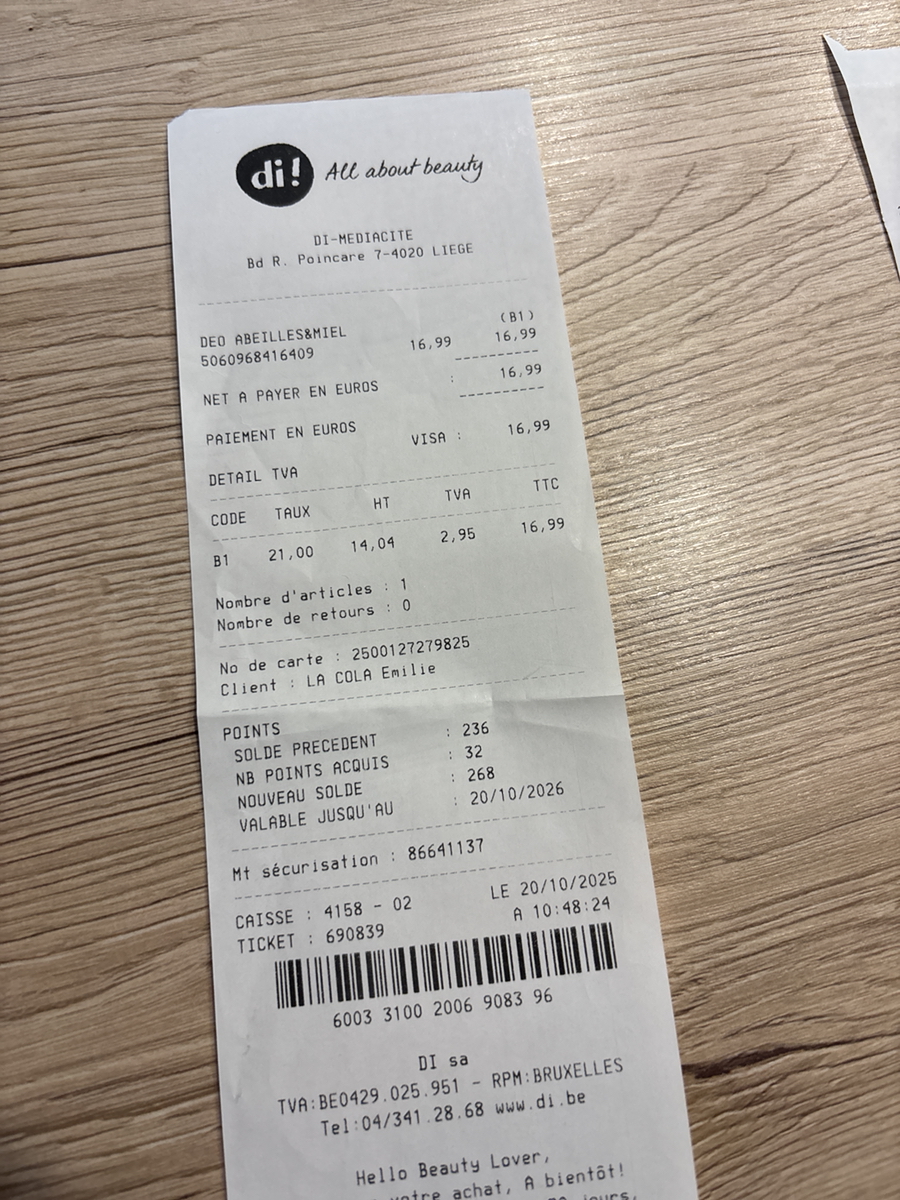 di! All about beauty
DI-MEDIACITE
Bd R. Poincare 7-4020 LIEGE
(B1)
DEO ABEILLES&MIEL
5060968416409 16,99 16,99
NET A PAYER EN EUROS : 16,99
PAIEMENT EN EUROS
VISA : 16,99
DETAIL TVA
CODE TAUX HT TVA TTC
B1 21,00 14,04 2,95 16,99
Nombre d'articles : 1
Nombre de retours : 0
No de carte : 2500127279825
Client : LA COLA Emilie
POINTS
SOLDE PRECEDENT : 236
NB POINTS ACQUIS : 32
NOUVEAU SOLDE : 268
VALABLE JUSQU'AU : 20/10/2026
Mt sécurisation : 86641137
CAISSE : 4158 - 02 LE 20/10/2025
TICKET : 690839 A 10:48:24
6003 3100 2006 9083 96
DI sa
TVA:BE0429.025.951 - RPM:BRUXELLES
Tel:04/341.28.68 www.di.be
Hello Beauty Lover,
votre achat, A bientôt!
jours,